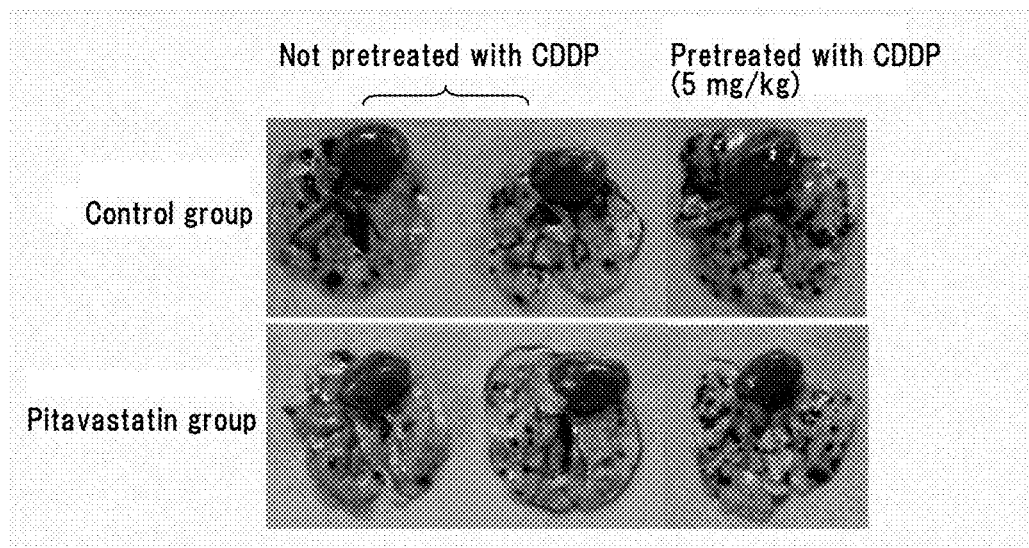 Not pretreated with CDDP
Pretreated with CDDP
(5 mg/kg)
Control group
Pitavastatin group